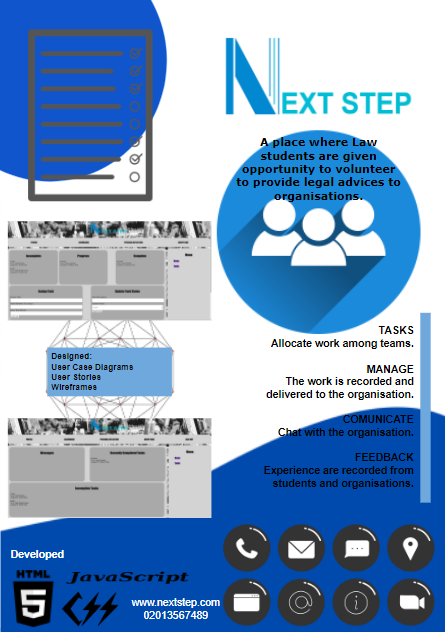 NEXT STEP
A place where Law
students are given
opportunity to volunteer
to provide legal advices to
organisations.
TASKS
Allocate work among teams.
MANAGE
The work is recorded and
delivered to the organisation.
COMUNICATE
Chat with the organisation.
FEEDBACK
Experience are recorded from
students and organisations.
Designed:
User Case Diagrams
User Stories
Wireframes
Developed
HTML
5
JavaScript
CSS
www.nextstep.com
02013567489